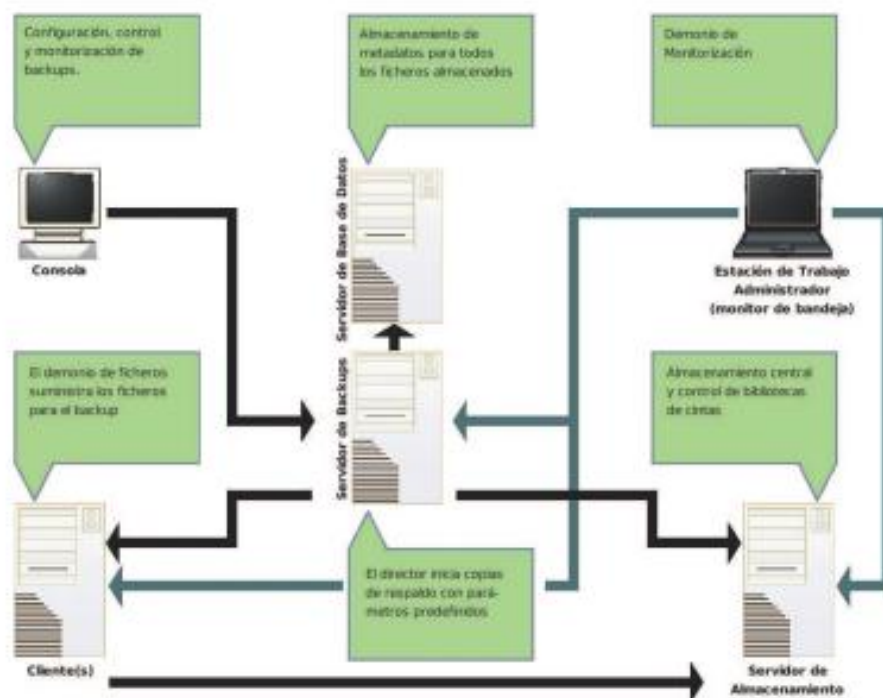 Configuración, control
y monitorización de
backups.
Almacenamiento de
metadatos para todos
los ficheros almacenados
Demonio de
Monitorización
Consola
Servidor de Base de Datos
Estación de Trabajo
Administrador
(monitor de bandeja)
El demonio de ficheros
suministra los ficheros
para el backup
Servidor de Backups
Almacenamiento central
y control de bibliotecas
de cintas
El director inicia copias
de respaldo con pará-
metros predefinidos
Cliente(s)
Servidor de
Almacenamiento